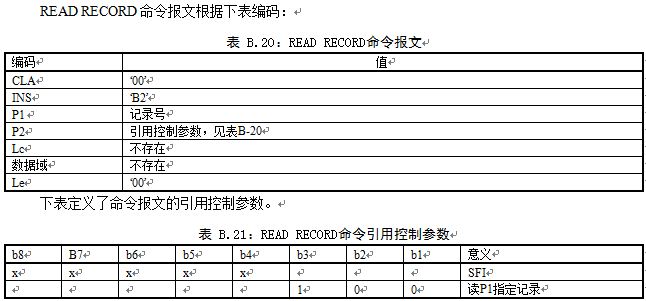 READ RECORD 命令报文根据下表编码：
表 B.20：READ RECORD命令报文
编码 值
CLA ‘00’
INS ‘B2’
P1 记录号
P2 引用控制参数，见表B-20
Lc 不存在
数据域 不存在
Le ‘00’
下表定义了命令报文的引用控制参数。
表 B.21：READ RECORD命令引用控制参数
b8 B7 b6 b5 b4 b3 b2 b1 意义
x x x x x SFI
1 0 0 读P1指定记录